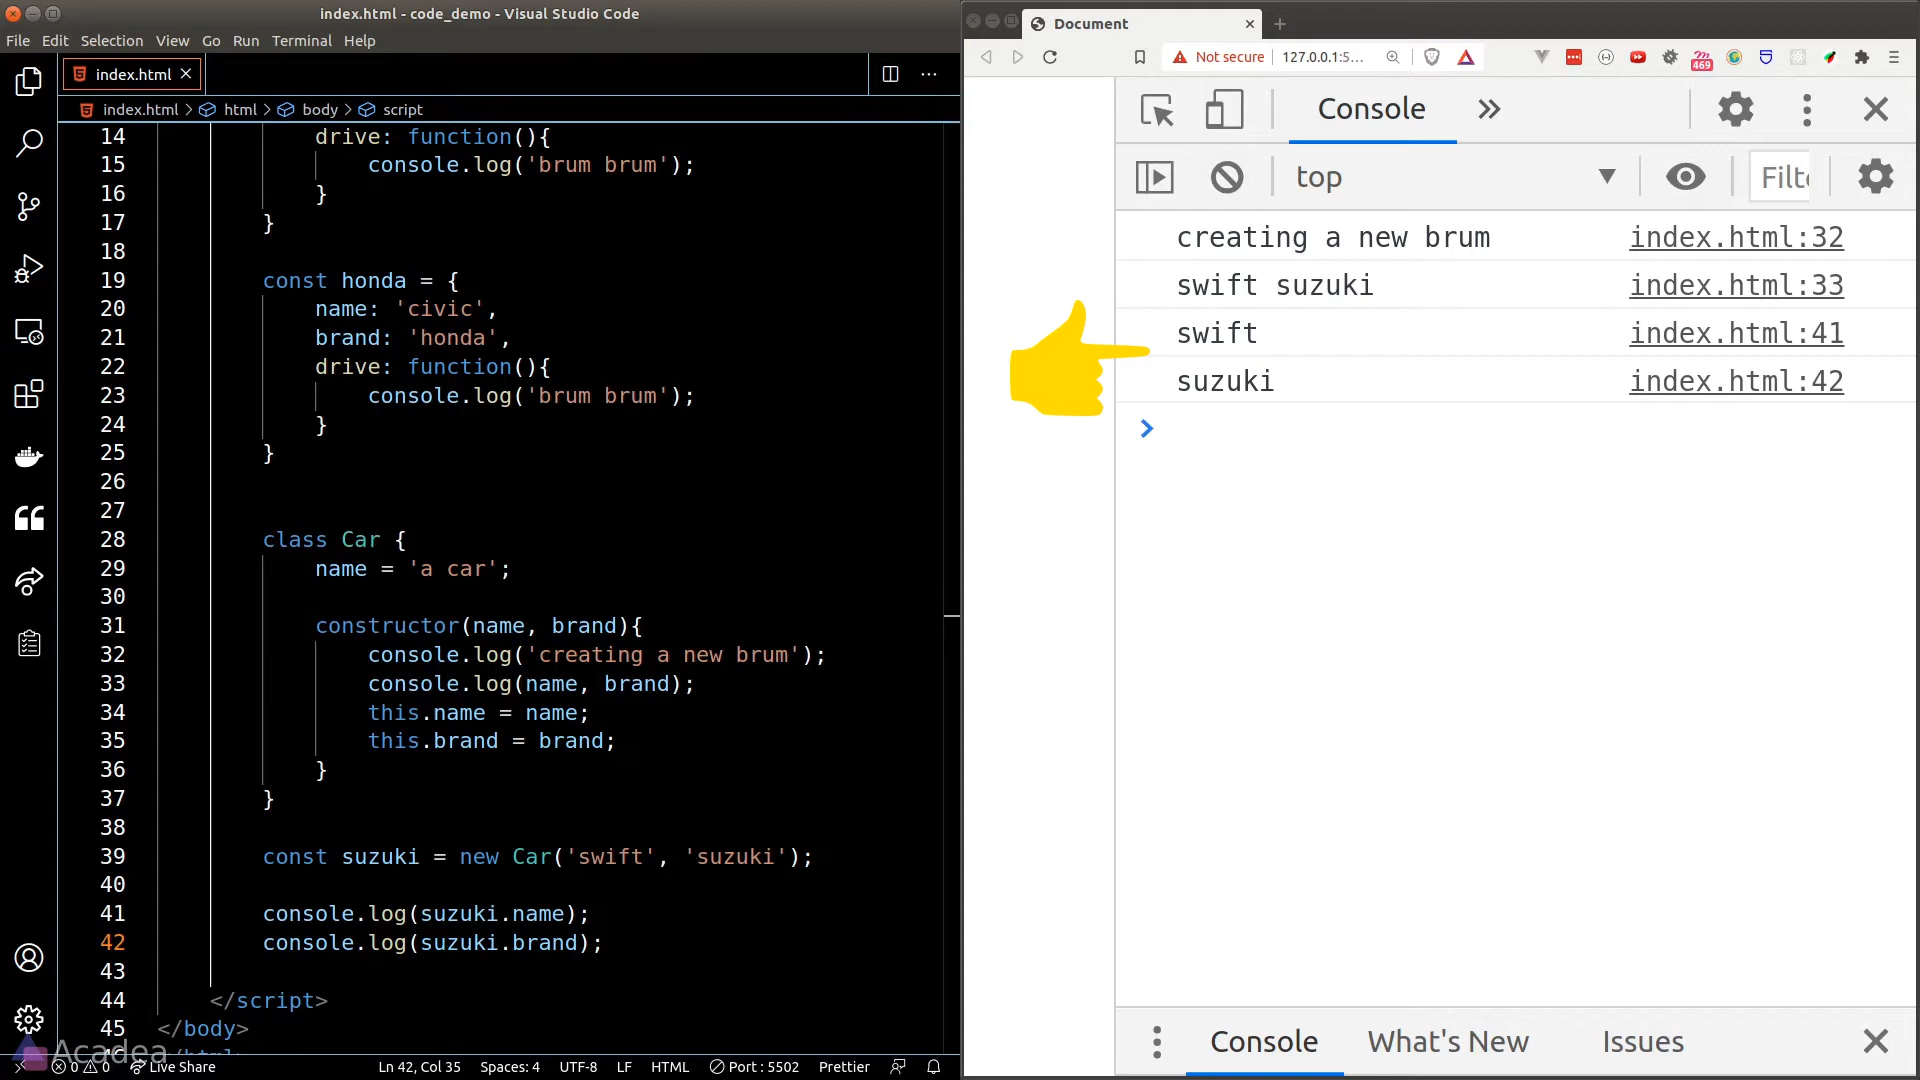 index.html - code_demo - Visual Studio Code
File Edit Selection View Go Run Terminal Help
index.html
index.html > html > body > script
14 drive: function(){
15 console.log('brum brum');
16 }
17 }
18
19 const honda = {
20 name: 'civic',
21 brand: 'honda',
22 drive: function(){
23 console.log('brum brum');
24 }
25 }
26
27
28 class Car {
29 name = 'a car';
30
31 constructor(name, brand){
32 console.log('creating a new brum');
33 console.log(name, brand);
34 this.name = name;
35 this.brand = brand;
36 }
37 }
38
39 const suzuki = new Car('swift', 'suzuki');
40
41 console.log(suzuki.name);
42 console.log(suzuki.brand);
43
44 </script>
45 </body>
Acadea
0 0 Live Share Ln 42, Col 35 Spaces: 4 UTF-8 LF HTML Port : 5502 Prettier
Document
Not secure 127.0.0.1:5... 469
Console
top
creating a new brum index.html:32
swift suzuki index.html:33
swift index.html:41
suzuki index.html:42
Console What's New Issues